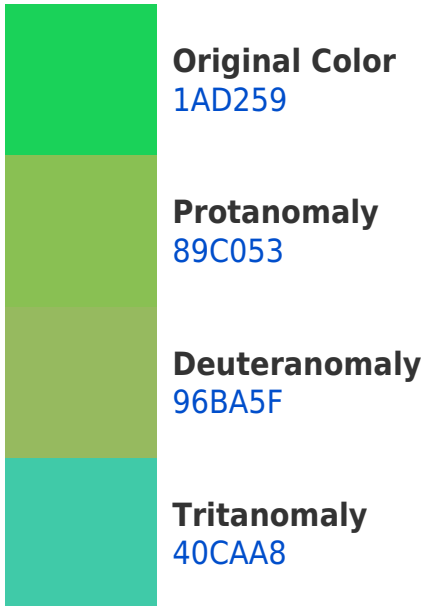 Original Color
1AD259
Protanomaly
89C053
Deuteranomaly
96BA5F
Tritanomaly
40CAA8